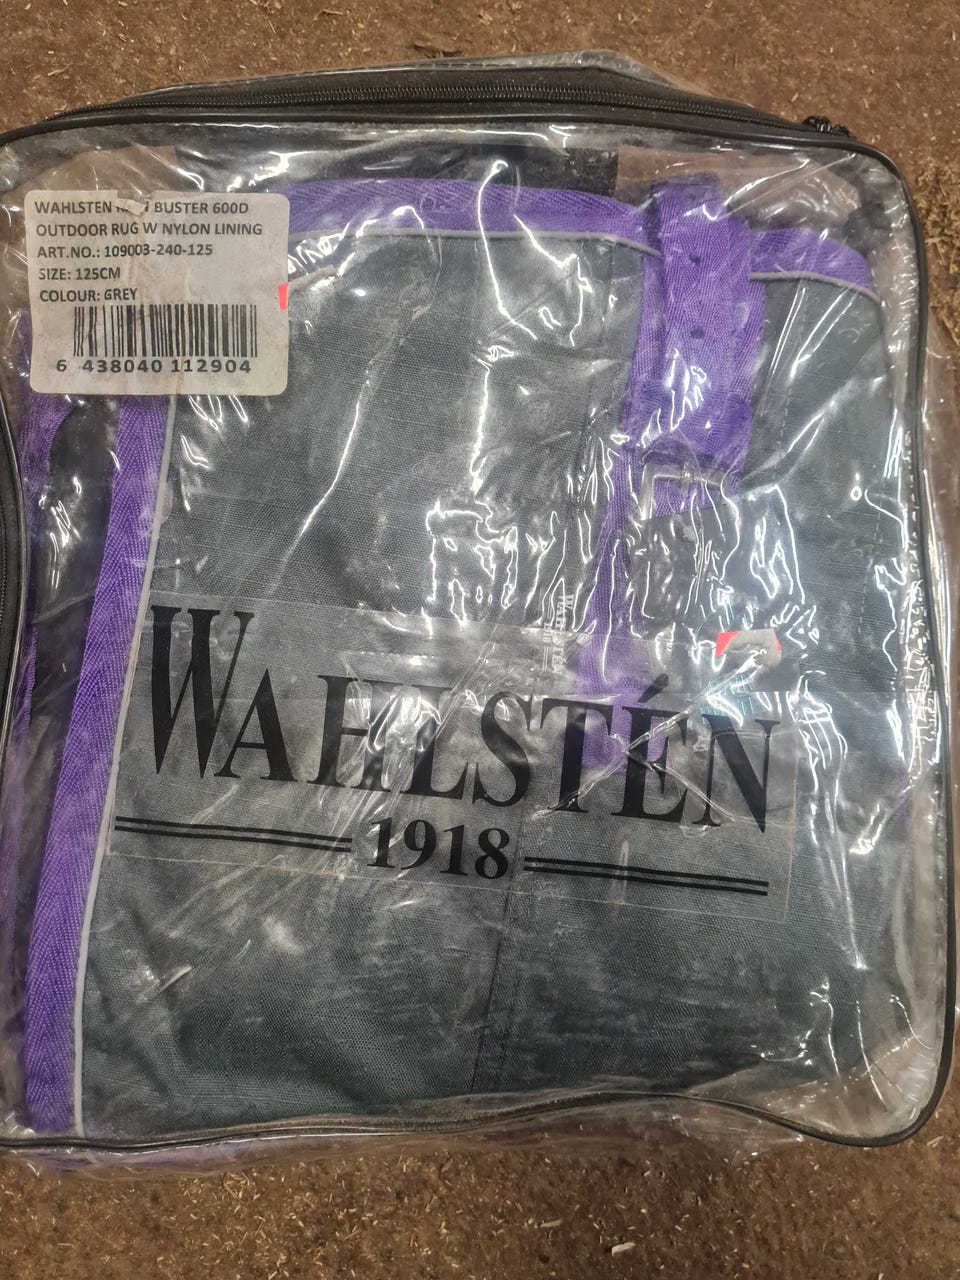 WAHLSTEN BUSTER 600D
OUTDOOR RUG W NYLON LINING
ART.NO.: 109003-240-125
SIZE: 125CM
COLOUR: GREY
6 438040 112904
WAHLSTÉN
1918